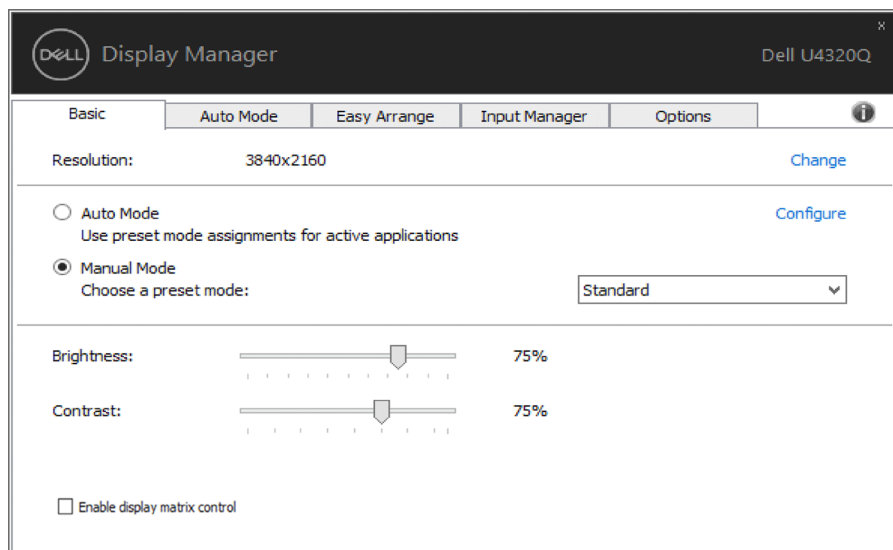 x
DELL Display Manager
Dell U4320Q
Basic Auto Mode Easy Arrange Input Manager Options i
Resolution: 3840x2160 Change
Auto Mode Configure
Use preset mode assignments for active applications
Manual Mode
Choose a preset mode: Standard
Brightness: 75%
Contrast: 75%
Enable display matrix control